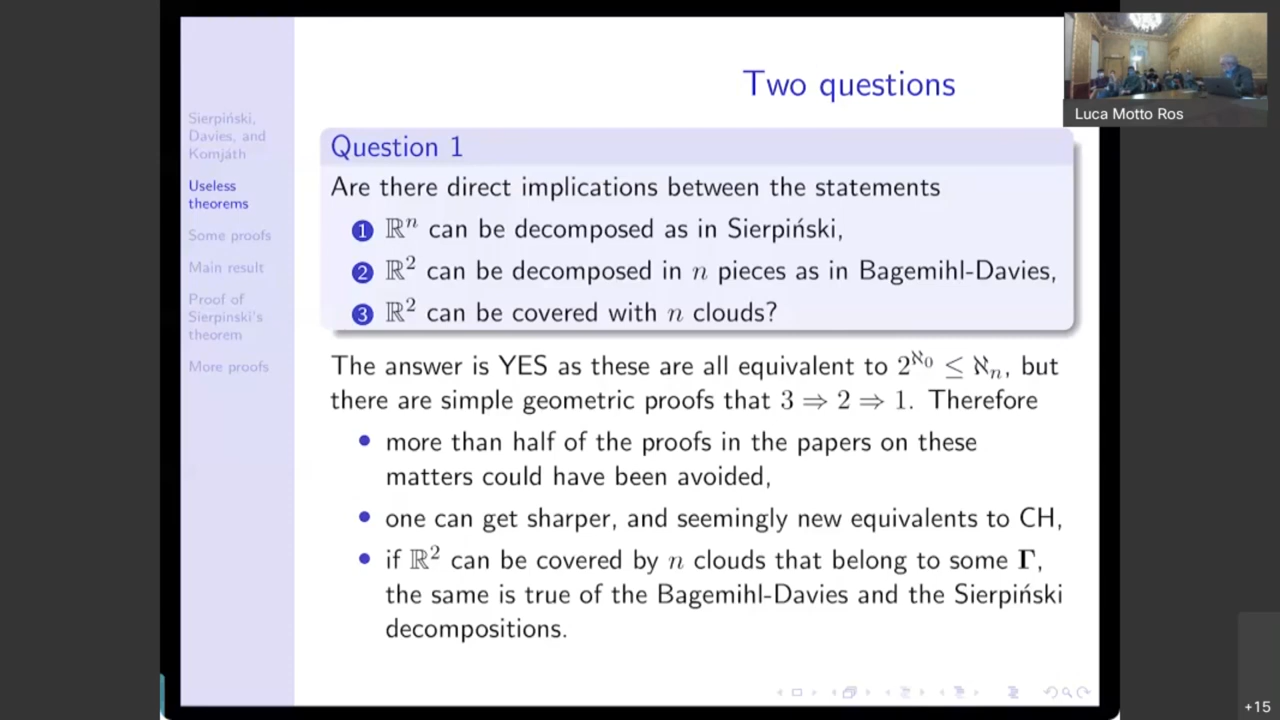 Two questions
Luca Motto Ros
Sierpiński,
Davies, and
Komjáth
Useless
theorems
Some proofs
Main result
Proof of
Sierpinski's
theorem
More proofs
Question 1
Are there direct implications between the statements
1 ℝⁿ can be decomposed as in Sierpiński,
2 ℝ² can be decomposed in n pieces as in Bagemihl-Davies,
3 ℝ² can be covered with n clouds?
The answer is YES as these are all equivalent to 2^ℵ₀ ≤ ℵₙ, but
there are simple geometric proofs that 3 ⇒ 2 ⇒ 1. Therefore
• more than half of the proofs in the papers on these
matters could have been avoided,
• one can get sharper, and seemingly new equivalents to CH,
• if ℝ² can be covered by n clouds that belong to some Γ,
the same is true of the Bagemihl-Davies and the Sierpiński
decompositions.
+15